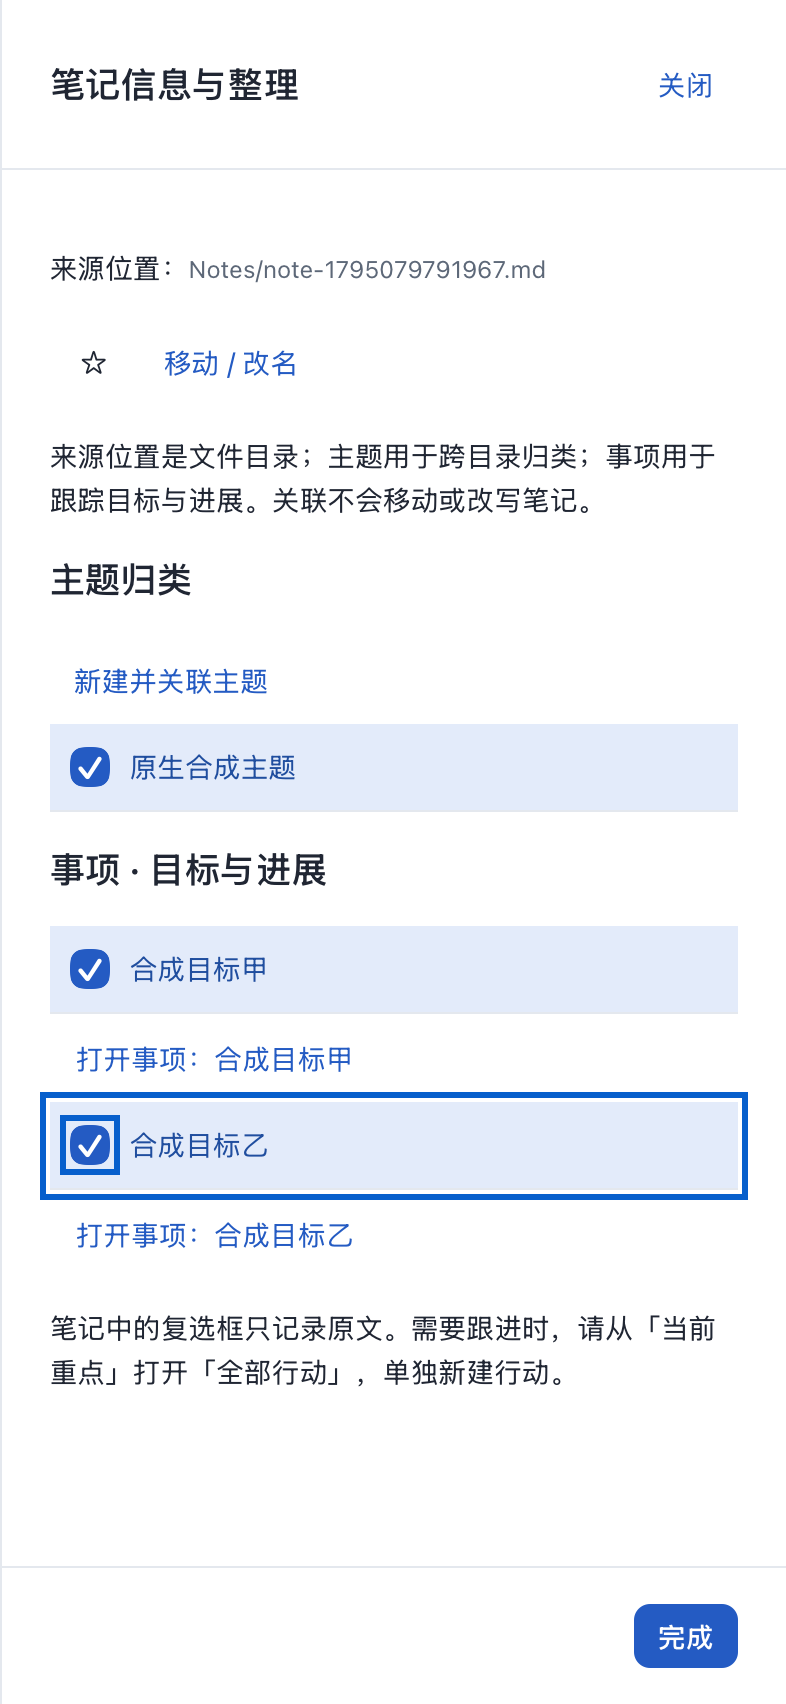 笔记信息与整理
关闭
来源位置： Notes/note-1795079791967.md
☆ 移动 / 改名
来源位置是文件目录；主题用于跨目录归类；事项用于
跟踪目标与进展。关联不会移动或改写笔记。
主题归类
新建并关联主题
原生合成主题
事项 · 目标与进展
合成目标甲
打开事项：合成目标甲
合成目标乙
打开事项：合成目标乙
笔记中的复选框只记录原文。需要跟进时，请从「当前
重点」打开「全部行动」，单独新建行动。
完成